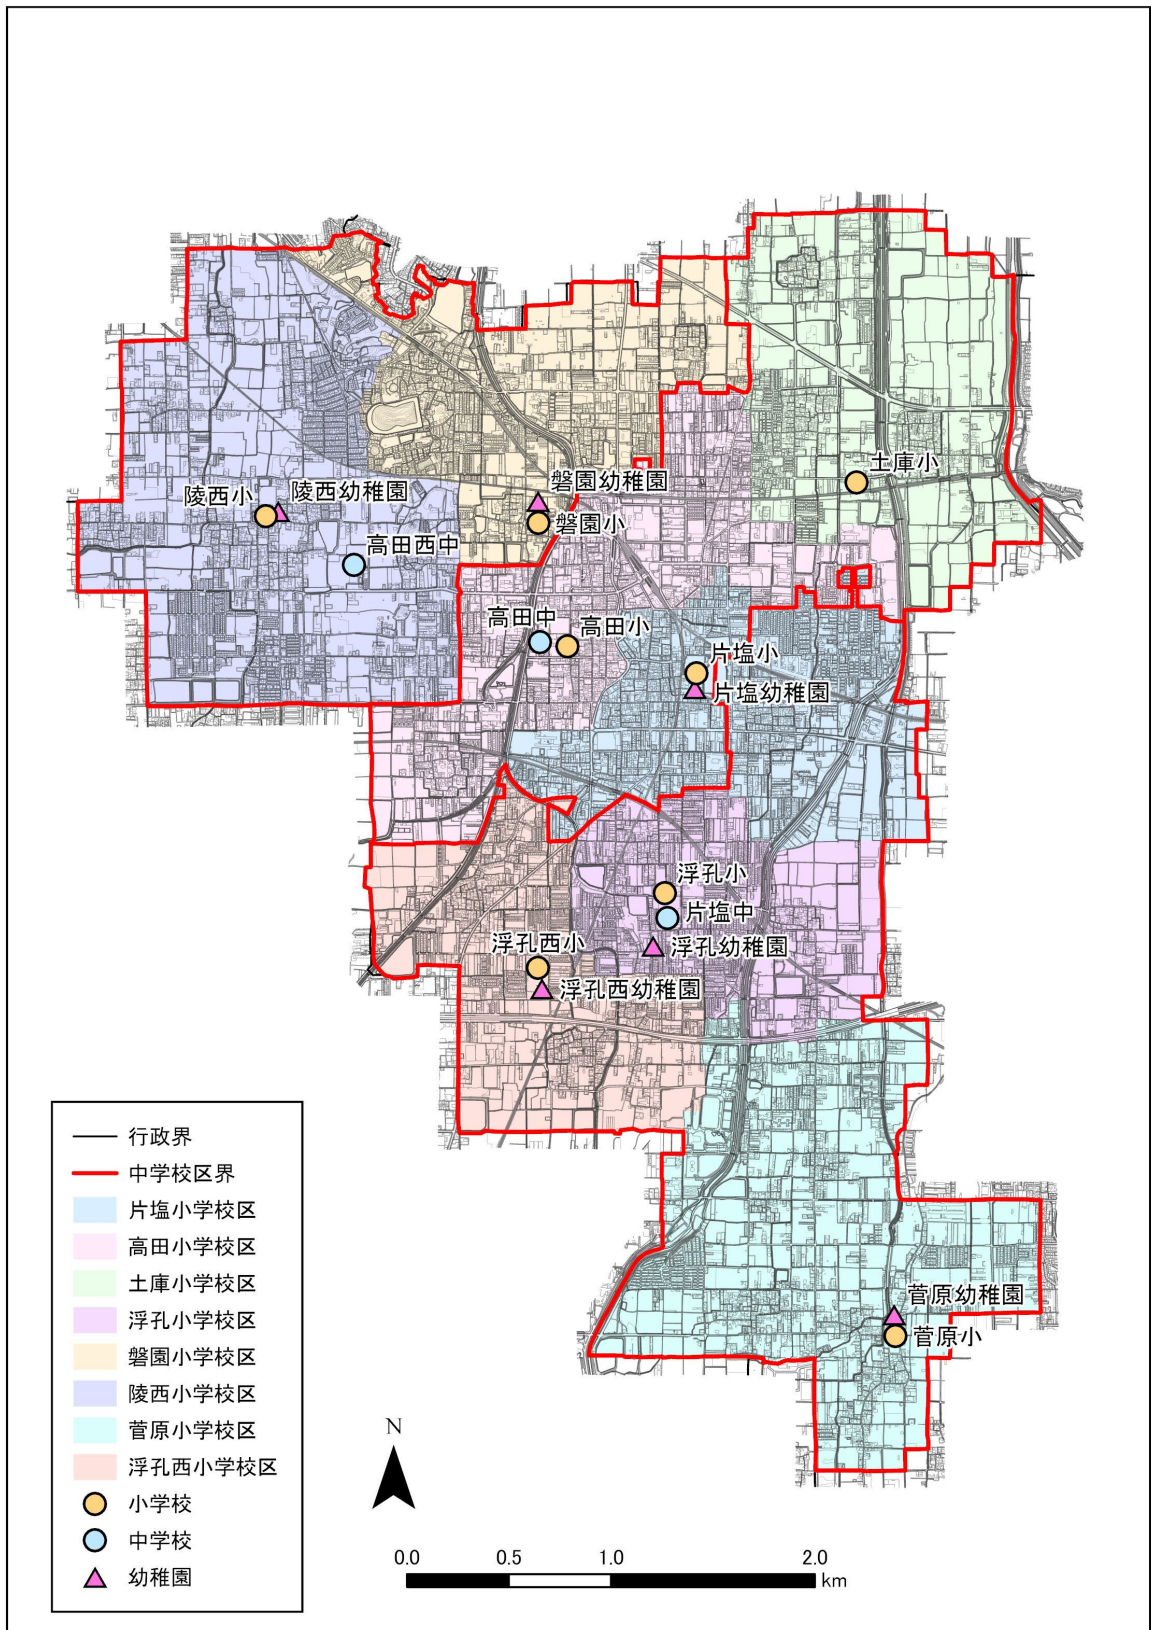 土庫小
磐園幼稚園
陵西幼稚園
陵西小
磐園小
高田西中
高田中
高田小
片塩小
片塩幼稚園
浮孔小
片塩中
浮孔西小
浮孔幼稚園
浮孔西幼稚園
菅原幼稚園
菅原小
行政界
中学校区界
片塩小学校区
高田小学校区
土庫小学校区
浮孔小学校区
磐園小学校区
陵西小学校区
菅原小学校区
浮孔西小学校区
小学校
中学校
幼稚園
N
0.0 0.5 1.0 2.0
km